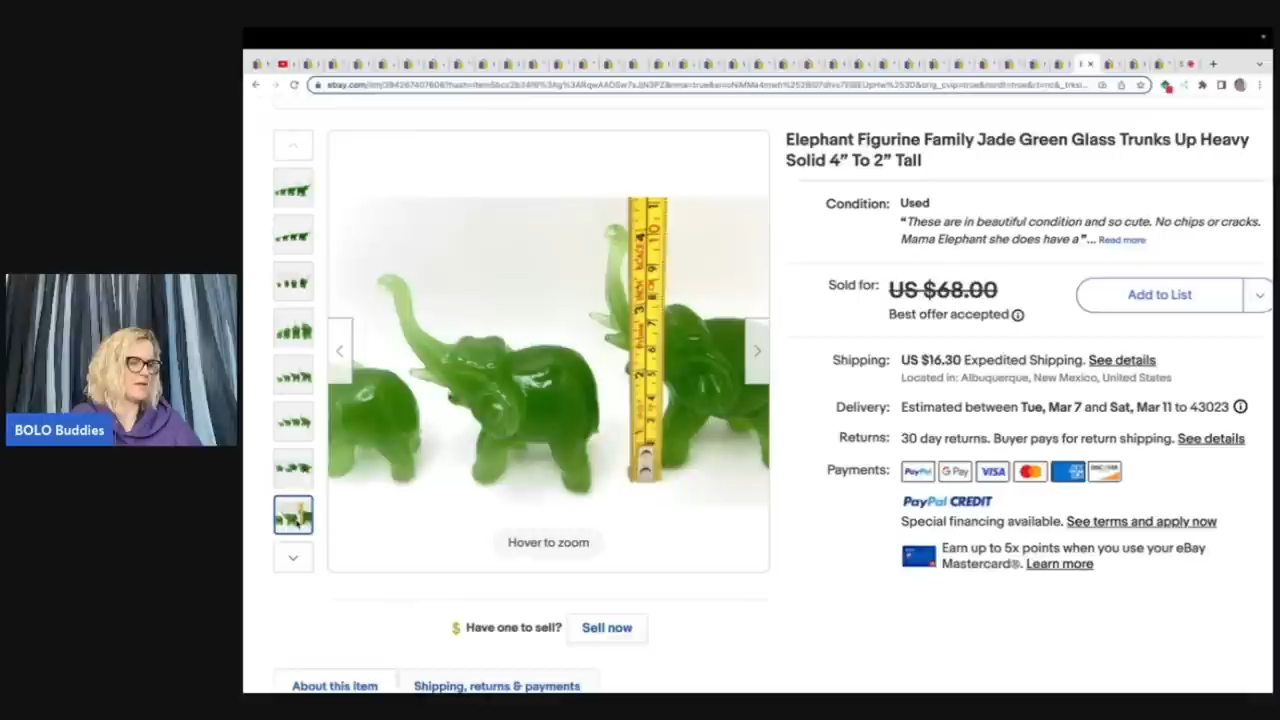 Elephant Figurine Family Jade Green Glass Trunks Up Heavy
Solid 4” To 2” Tall
Condition: Used
“These are in beautiful condition and so cute. No chips or cracks.
Mama Elephant she does have a”... Read more
Sold for: US $68.00
Best offer accepted
Add to List
Shipping: US $16.30 Expedited Shipping. See details
Located in: Albuquerque, New Mexico, United States
Delivery: Estimated between Tue, Mar 7 and Sat, Mar 11 to 43023
Returns: 30 day returns. Buyer pays for return shipping. See details
Payments: PayPal G Pay VISA DISCOVER
PayPal CREDIT
Special financing available. See terms and apply now
Earn up to 5x points when you use your eBay
Mastercard®. Learn more
Hover to zoom
$ Have one to sell? Sell now
About this item
Shipping, returns & payments
BOLO Buddies